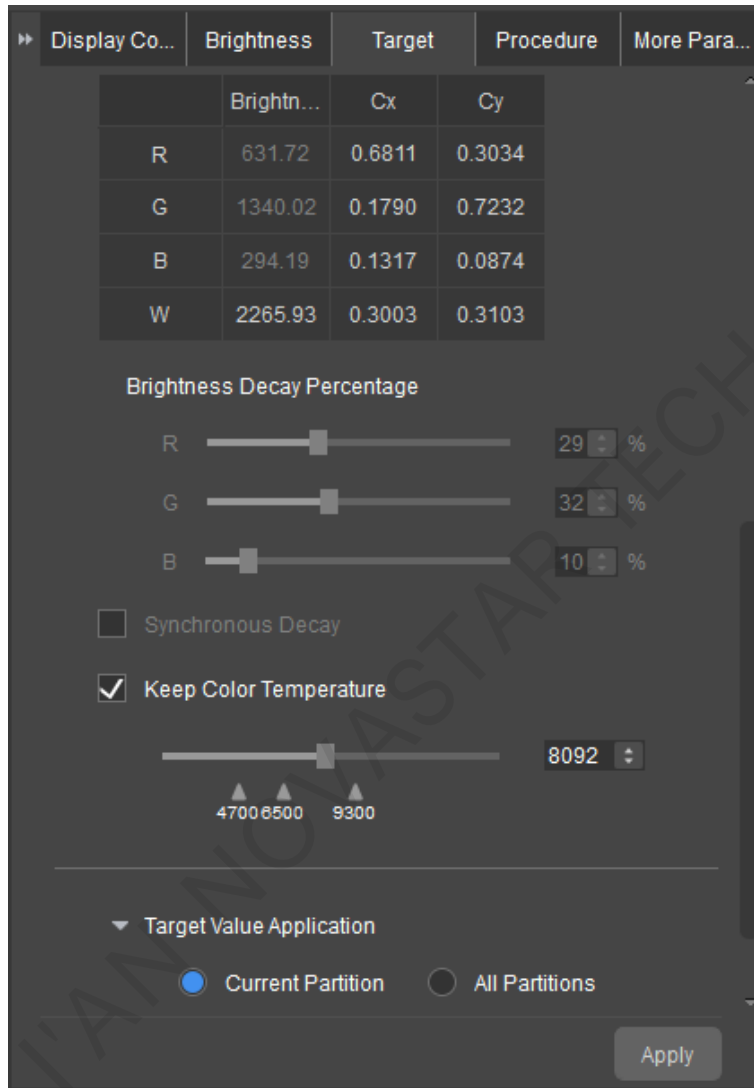 Display Co... Brightness Target Procedure More Para...
Brightn... Cx Cy
R 631.72 0.6811 0.3034
G 1340.02 0.1790 0.7232
B 294.19 0.1317 0.0874
W 2265.93 0.3003 0.3103
Brightness Decay Percentage
R 29 %
G 32 %
B 10 %
Synchronous Decay
Keep Color Temperature
8092
4700 6500 9300
Target Value Application
Current Partition All Partitions
Apply
I'AN NOVASTAR TECH